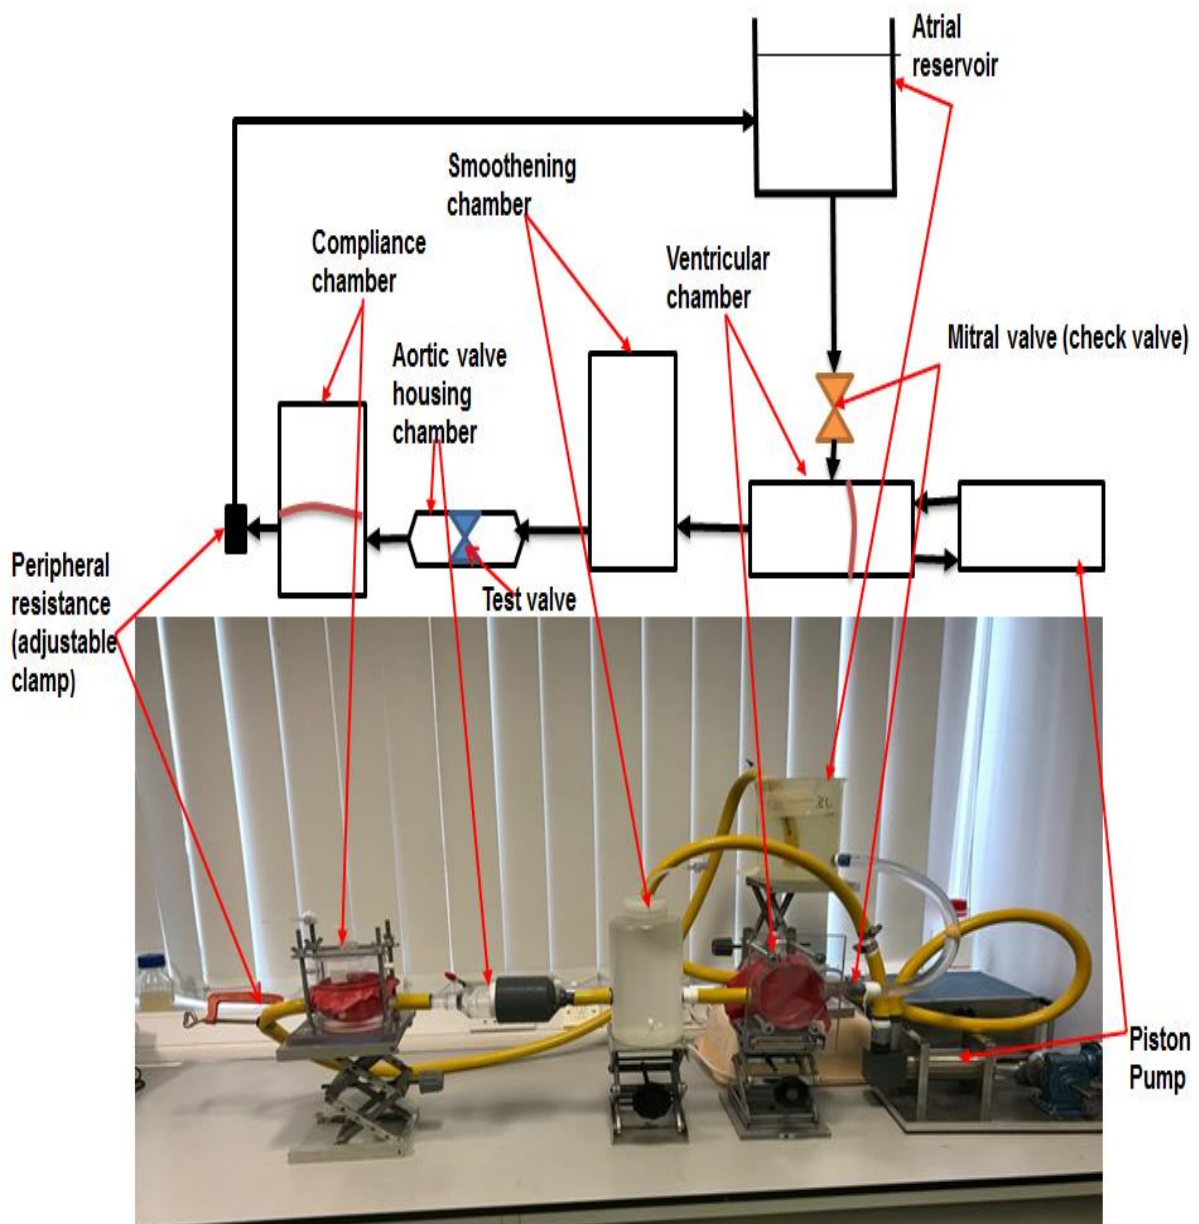 Atrial
reservoir
Smoothening
chamber
Compliance
chamber
Ventricular
chamber
Mitral valve (check valve)
Aortic valve
housing
chamber
Test valve
Peripheral
resistance
(adjustable
clamp)
Piston
Pump